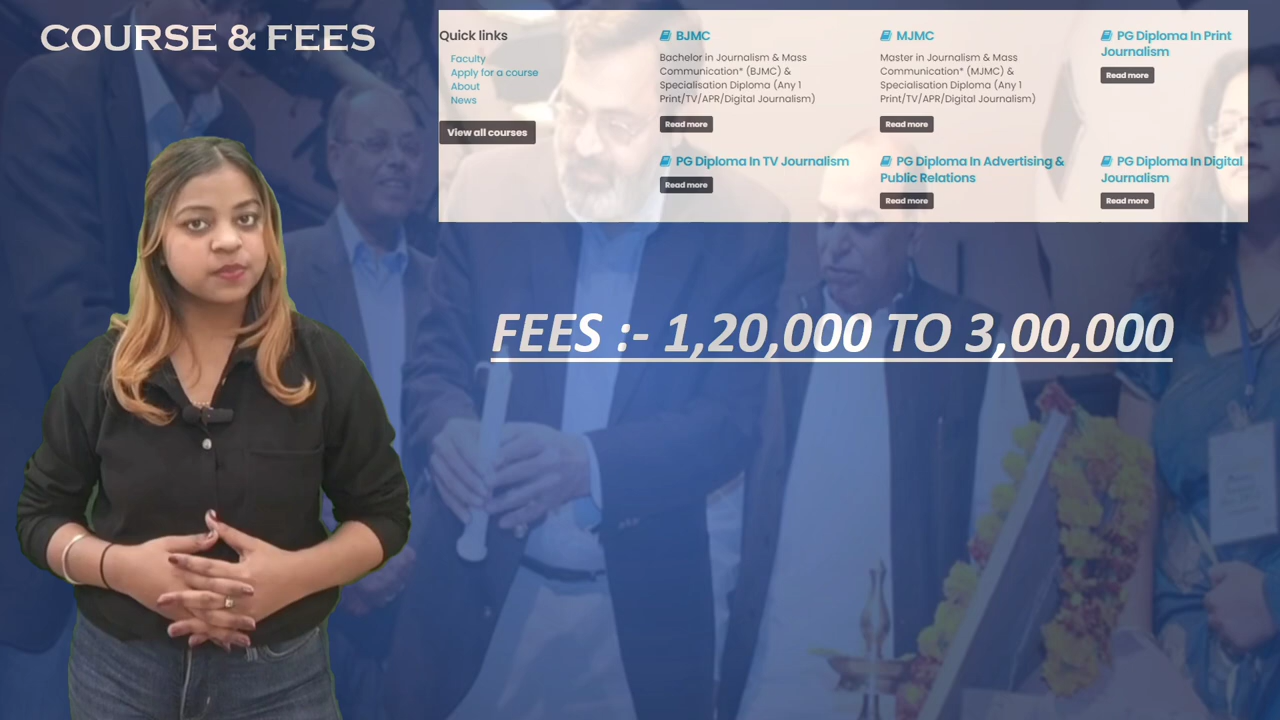 COURSE & FEES
Quick links
Faculty
Apply for a course
About
News
View all courses
BJMC
Bachelor in Journalism & Mass
Communication* (BJMC) &
Specialisation Diploma (Any 1
Print/TV/APR/Digital Journalism)
Read more
MJMC
Master in Journalism & Mass
Communication* (MJMC) &
Specialisation Diploma (Any 1
Print/TV/APR/Digital Journalism)
Read more
PG Diploma In Print
Journalism
Read more
PG Diploma In TV Journalism
Read more
PG Diploma In Advertising &
Public Relations
Read more
PG Diploma In Digital
Journalism
Read more
FEES :- 1,20,000 TO 3,00,000